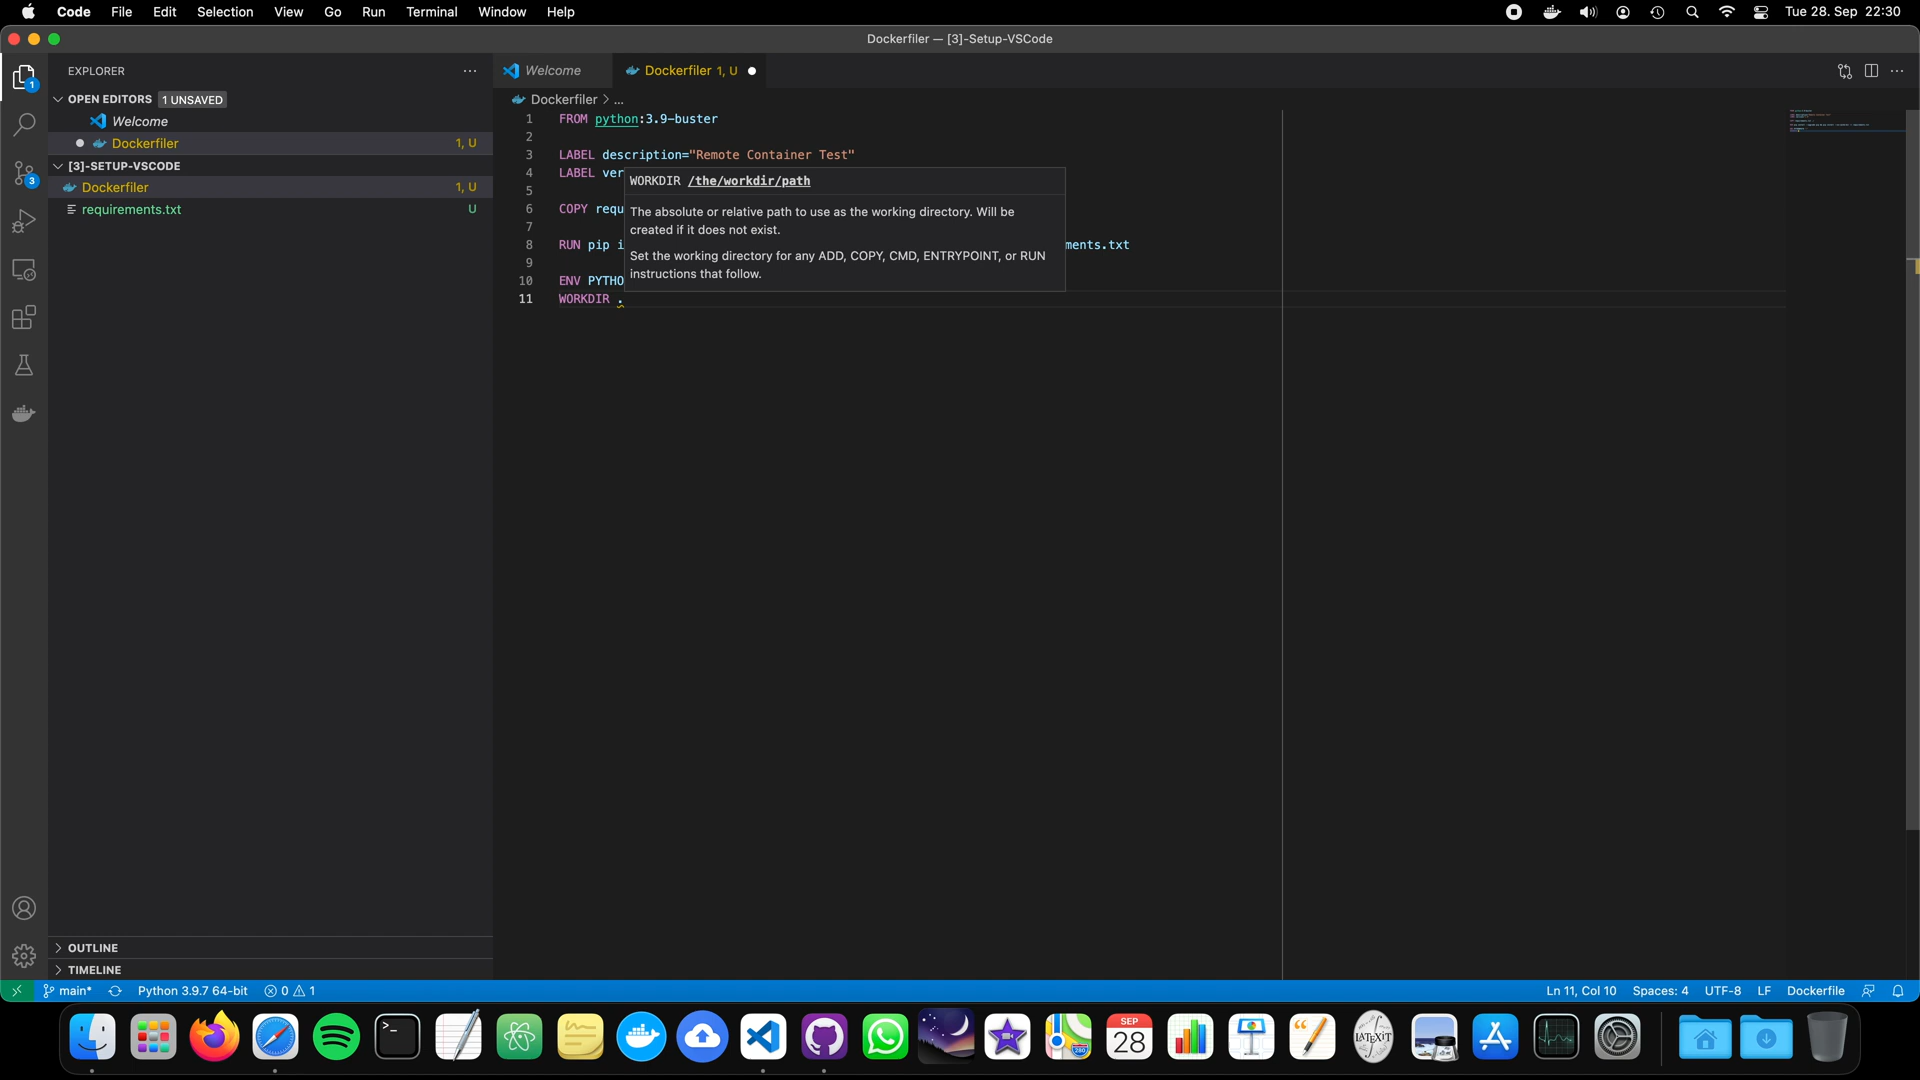 Code File Edit Selection View Go Run Terminal Window Help
Tue 28. Sep 22:30
Dockerfiler — [3]-Setup-VSCode
EXPLORER
Welcome
Dockerfiler 1, U
OPEN EDITORS 1 UNSAVED
Welcome
Dockerfiler 1, U
[3]-SETUP-VSCODE
Dockerfiler 1, U
requirements.txt U
OUTLINE
TIMELINE
1
3
Dockerfiler > ...
1 FROM python:3.9-buster
2
3 LABEL description="Remote Container Test"
4 LABEL ver
5
6 COPY requ
7
8 RUN pip i ments.txt
9
10 ENV PYTHO
11 WORKDIR .
WORKDIR /the/workdir/path
The absolute or relative path to use as the working directory. Will be
created if it does not exist.
Set the working directory for any ADD, COPY, CMD, ENTRYPOINT, or RUN
instructions that follow.
main* Python 3.9.7 64-bit 0 1
Ln 11, Col 10 Spaces: 4 UTF-8 LF Dockerfile
SEP
28
LATEXIT